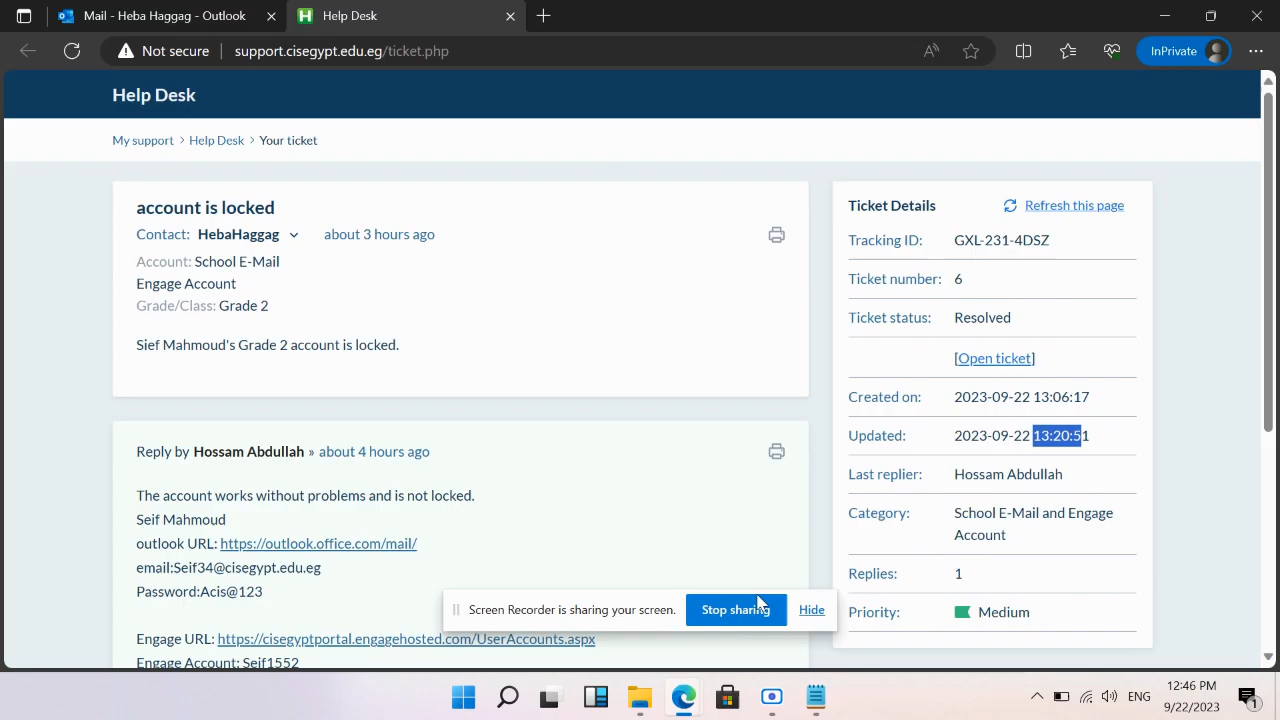 Mail - Heba Haggag - Outlook
Help Desk
Not secure
support.cisegypt.edu.eg/ticket.php
InPrivate
Help Desk
My support > Help Desk > Your ticket
account is locked
Contact: HebaHaggag
about 3 hours ago
Account: School E-Mail
Engage Account
Grade/Class: Grade 2
Sief Mahmoud's Grade 2 account is locked.
Reply by Hossam Abdullah » about 4 hours ago
The account works without problems and is not locked.
Seif Mahmoud
outlook URL: https://outlook.office.com/mail/
email:Seif34@cisegypt.edu.eg
Password:Acis@123
Engage URL: https://cisegyptportal.engagehosted.com/UserAccounts.aspx
Engage Account: Seif1552
Ticket Details
Refresh this page
Tracking ID: GXL-231-4DSZ
Ticket number: 6
Ticket status: Resolved
[Open ticket]
Created on: 2023-09-22 13:06:17
Updated: 2023-09-22 13:20:51
Last replier: Hossam Abdullah
Category: School E-Mail and Engage
Account
Replies: 1
Priority: Medium
Screen Recorder is sharing your screen.
Stop sharing
Hide
ENG
12:46 PM
9/22/2023
1